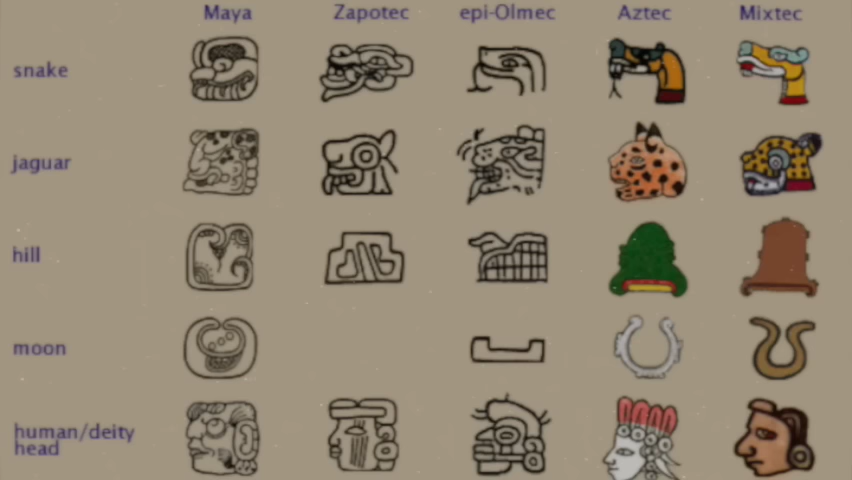 Maya Zapotec epi-Olmec Aztec Mixtec
snake
jaguar
hill
moon
human/deity
head